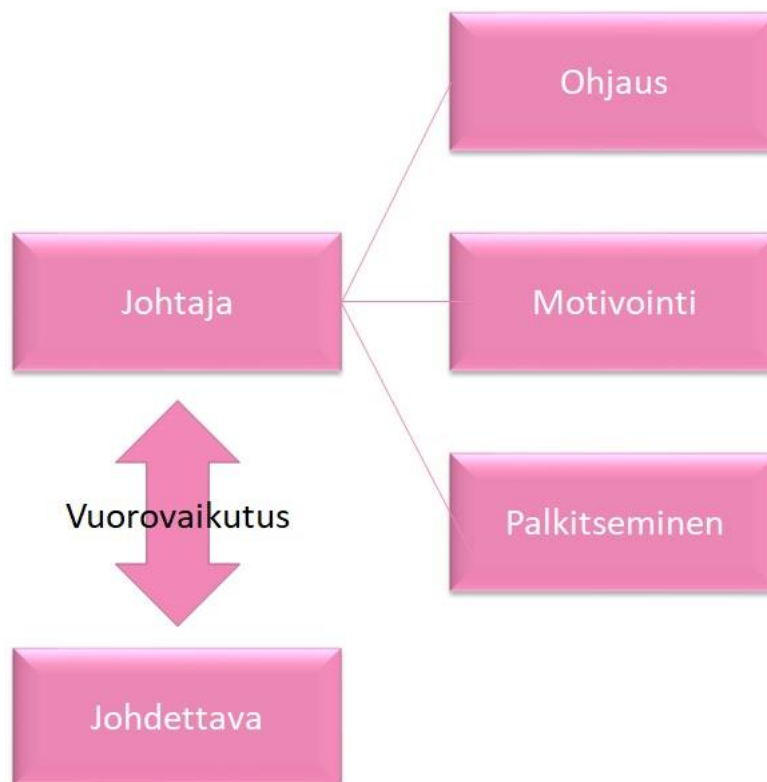 Ohjaus
Johtaja
Motivointi
Vuorovaikutus
Palkitseminen
Johdettava